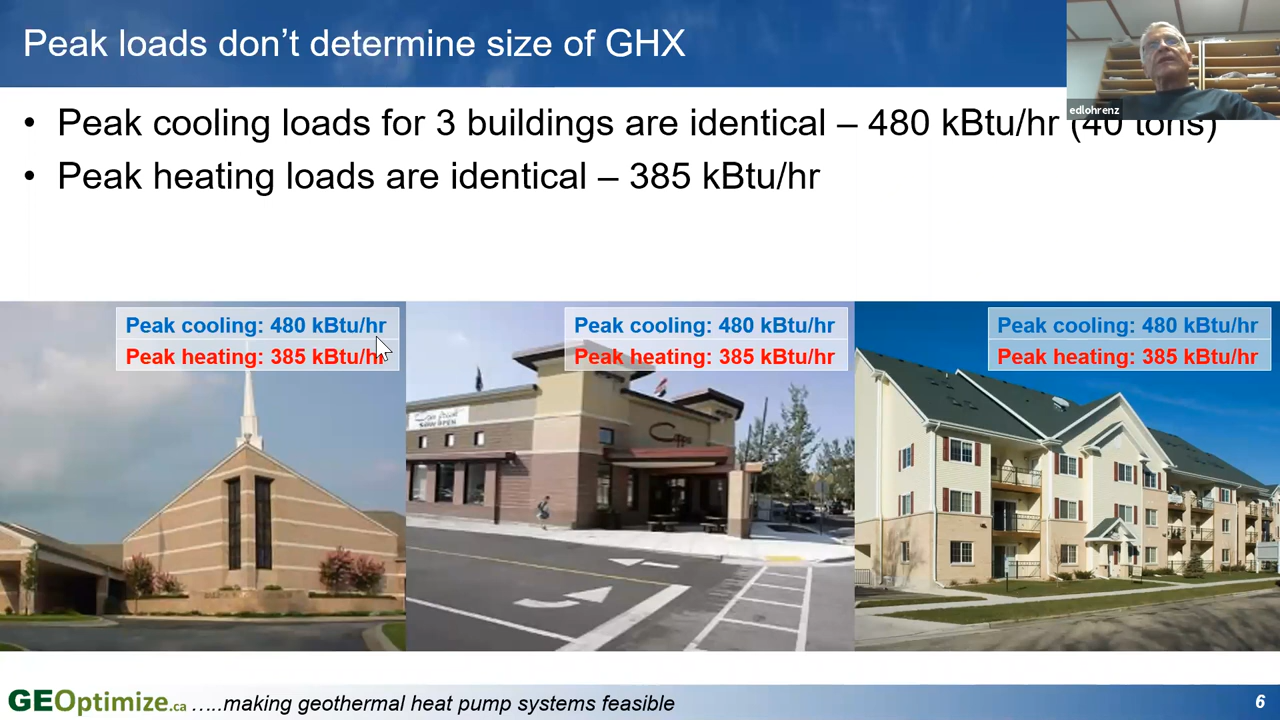 Peak loads don't determine size of GHX
edlohrenz
• Peak cooling loads for 3 buildings are identical – 480 kBtu/hr (40 tons)
• Peak heating loads are identical – 385 kBtu/hr
Peak cooling: 480 kBtu/hr
Peak heating: 385 kBtu/hr
Peak cooling: 480 kBtu/hr
Peak heating: 385 kBtu/hr
Peak cooling: 480 kBtu/hr
Peak heating: 385 kBtu/hr
GEOptimize.ca …..making geothermal heat pump systems feasible
6